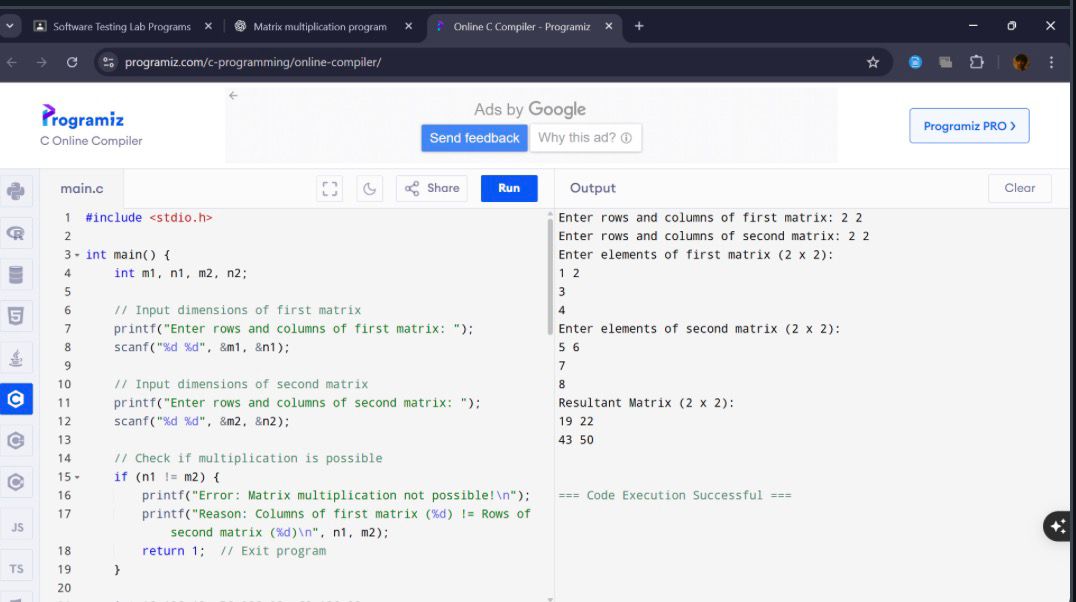 Software Testing Lab Programs
Matrix multiplication program
Online C Compiler - Programiz
programiz.com/c-programming/online-compiler/
Programiz
C Online Compiler
Ads by Google
Send feedback
Why this ad?
Programiz PRO >
main.c
Share
Run
Output
Clear
1 #include <stdio.h>
2
3 int main() {
4 int m1, n1, m2, n2;
5
6 // Input dimensions of first matrix
7 printf("Enter rows and columns of first matrix: ");
8 scanf("%d %d", &m1, &n1);
9
10 // Input dimensions of second matrix
11 printf("Enter rows and columns of second matrix: ");
12 scanf("%d %d", &m2, &n2);
13
14 // Check if multiplication is possible
15 if (n1 != m2) {
16 printf("Error: Matrix multiplication not possible!\n");
17 printf("Reason: Columns of first matrix (%d) != Rows of
second matrix (%d)\n", n1, m2);
18 return 1; // Exit program
19 }
20
Enter rows and columns of first matrix: 2 2
Enter rows and columns of second matrix: 2 2
Enter elements of first matrix (2 x 2):
1 2
3
4
Enter elements of second matrix (2 x 2):
5 6
7
8
Resultant Matrix (2 x 2):
19 22
43 50
=== Code Execution Successful ===
JS
TS